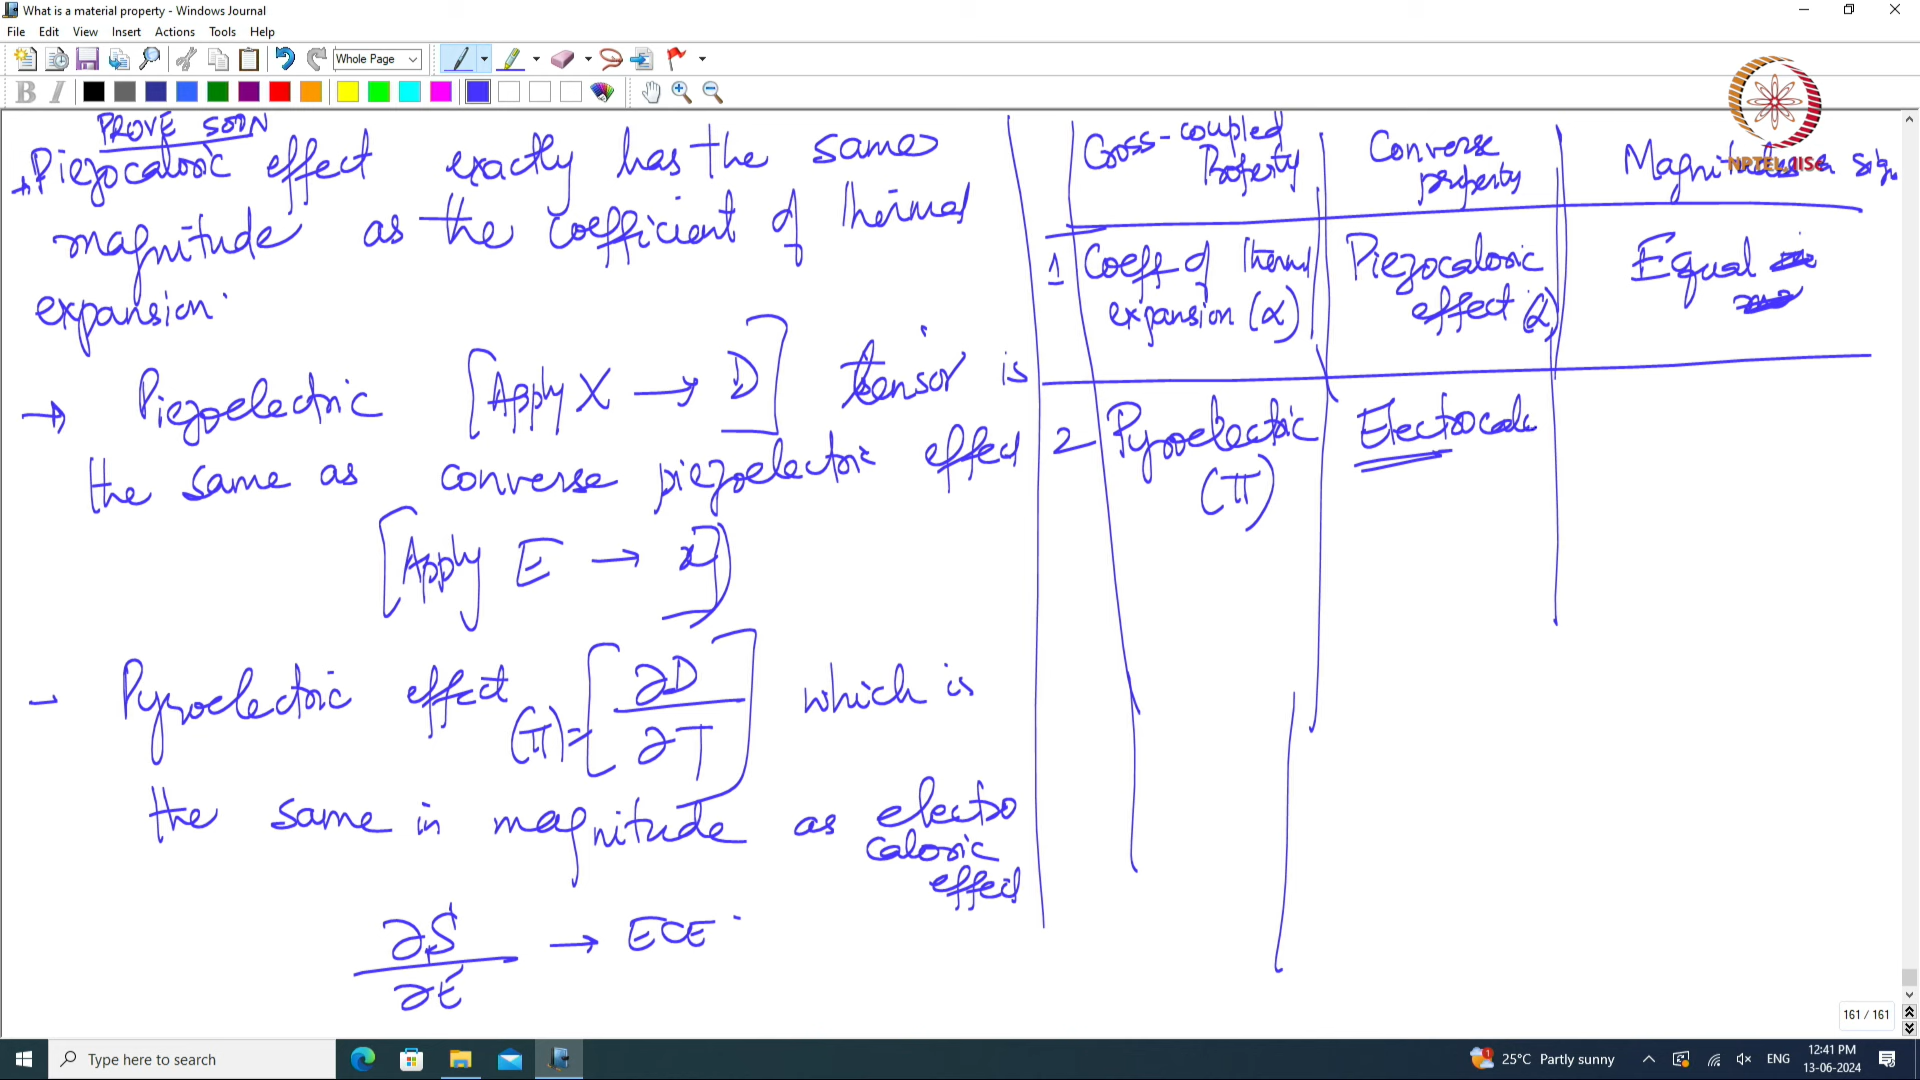 What is a material property - Windows Journal
File Edit View Insert Actions Tools Help
Whole Page
B I
PROVE SOON
→ Piezocaloric effect exactly has the same
magnitude as the coefficient of thermal
expansion.
→ Piezoelectric [Apply X → D] tensor is
the same as converse piezoelectric effect
[Apply E → x]
- Pyroelectric effect (π) = [∂D/∂T] which is
the same in magnitude as electro
caloric
effect
∂S/∂E → ECE
Cross-coupled Property Converse property Magnitude & sign
1 Coeff of thermal expansion (α) Piezocaloric effect (α) Equal
2 Pyroelectric (π) Electrocalo
NPTEL, IISc
161 / 161
Type here to search
25°C Partly sunny
ENG
12:41 PM
13-06-2024